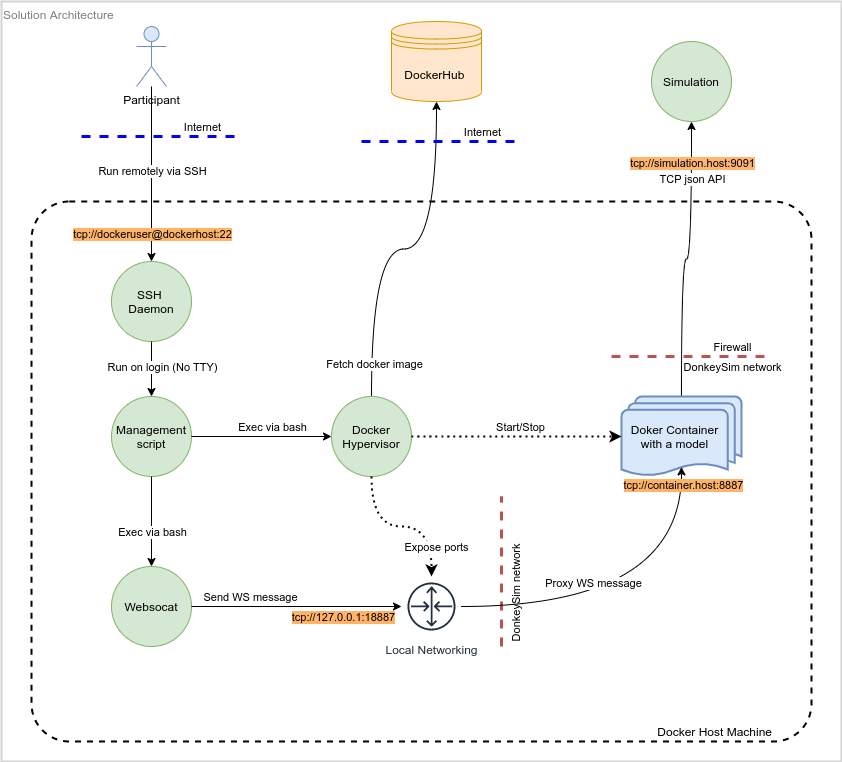 Solution Architecture
Participant
DockerHub
Simulation
Internet
Internet
Run remotely via SSH
tcp://simulation.host:9091
TCP json API
tcp://dockeruser@dockerhost:22
SSH
Daemon
Run on login (No TTY)
Fetch docker image
Firewall
DonkeySim network
Management
script
Exec via bash
Docker
Hypervisor
Start/Stop
Doker Container
with a model
tcp://container.host:8887
Exec via bash
Expose ports
DonkeySim network
Proxy WS message
Websocat
Send WS message
tcp://127.0.0.1:18887
Local Networking
Docker Host Machine